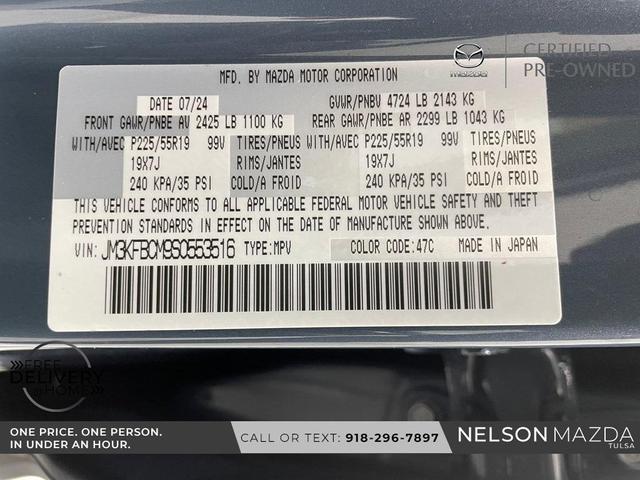 mazda
CERTIFIED
PRE-OWNED
MFD. BY MAZDA MOTOR CORPORATION
DATE 07/24 GVWR/PNBV 4724 LB 2143 KG
FRONT GAWR/PNBE AV 2425 LB 1100 KG REAR GAWR/PNBE AR 2299 LB 1043 KG
WITH/AVEC P225/55R19 99V TIRES/PNEUS WITH/AVEC P225/55R19 99V TIRES/PNEUS
19X7J RIMS/JANTES 19X7J RIMS/JANTES
240 KPA/35 PSI COLD/A FROID 240 KPA/35 PSI COLD/A FROID
THIS VEHICLE CONFORMS TO ALL APPLICABLE FEDERAL MOTOR VEHICLE SAFETY AND THEFT
PREVENTION STANDARDS IN EFFECT ON THE DATE OF MANUFACTURE SHOWN ABOVE.
VIN: JM3KFBCM9S0553516 TYPE:MPV COLOR CODE:47C MADE IN JAPAN
FREE
DELIVERY
HOME
ONE PRICE. ONE PERSON.
IN UNDER AN HOUR.
CALL OR TEXT: 918-296-7897
NELSON MAZDA
TULSA